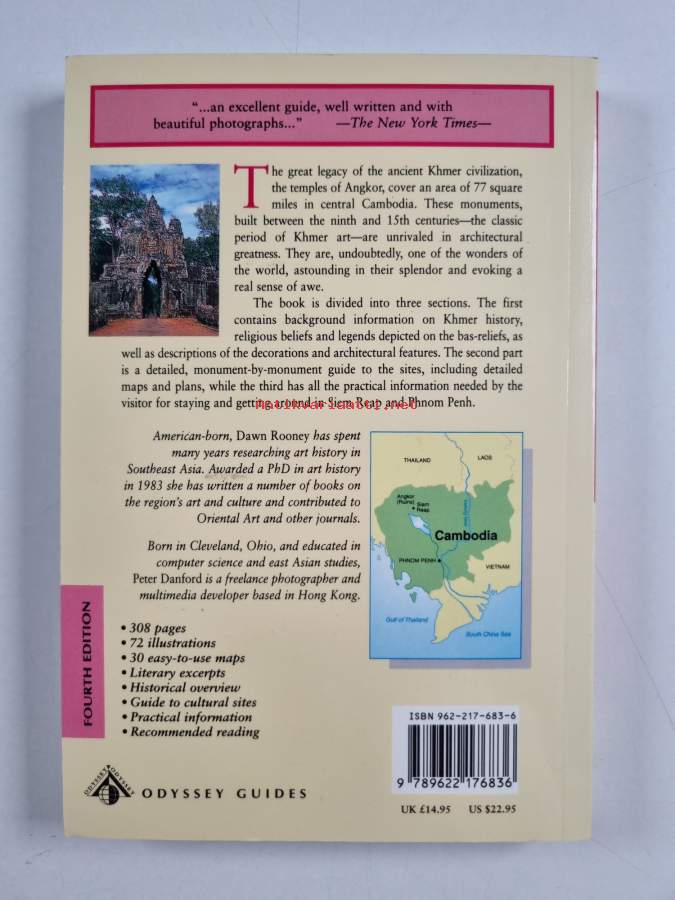 “...an excellent guide, well written and with
beautiful photographs...” —The New York Times—
The great legacy of the ancient Khmer civilization,
the temples of Angkor, cover an area of 77 square
miles in central Cambodia. These monuments,
built between the ninth and 15th centuries—the classic
period of Khmer art—are unrivaled in architectural
greatness. They are, undoubtedly, one of the wonders of
the world, astounding in their splendor and evoking a
real sense of awe.
The book is divided into three sections. The first
contains background information on Khmer history,
religious beliefs and legends depicted on the bas-reliefs, as
well as descriptions of the decorations and architectural features. The second part
is a detailed, monument-by-monument guide to the sites, including detailed
maps and plans, while the third has all the practical information needed by the
visitor for staying and getting around in Siem Reap and Phnom Penh.
American-born, Dawn Rooney has spent
many years researching art history in
Southeast Asia. Awarded a PhD in art history
in 1983 she has written a number of books on
the region's art and culture and contributed to
Oriental Art and other journals.
Born in Cleveland, Ohio, and educated in
computer science and east Asian studies,
Peter Danford is a freelance photographer and
multimedia developer based in Hong Kong.
THAILAND
LAOS
Angkor
(Ruins)
Siem
Reap
Cambodia
PHNOM PENH
VIETNAM
Gulf of Thailand
South China Sea
FOURTH EDITION
• 308 pages
• 72 illustrations
• 30 easy-to-use maps
• Literary excerpts
• Historical overview
• Guide to cultural sites
• Practical information
• Recommended reading
ODYSSEY GUIDES
ISBN 962-217-683-6
9 789622 176836
UK £14.95 US $22.95